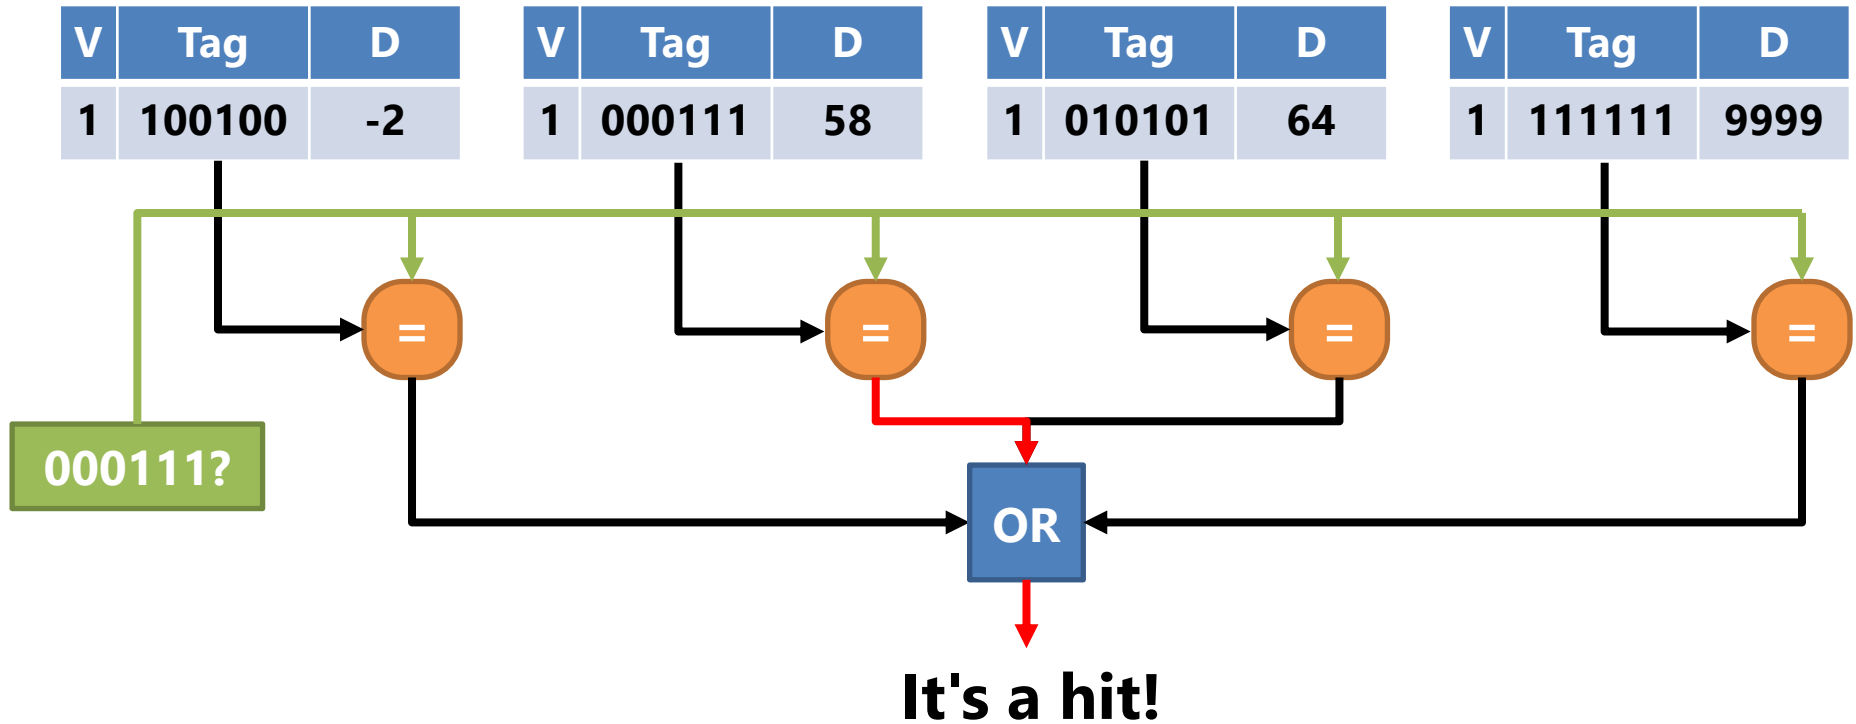 V Tag D V Tag D V Tag D V Tag D
1 100100 -2 1 000111 58 1 010101 64 1 111111 9999
= = = =
000111?
OR
It's a hit!